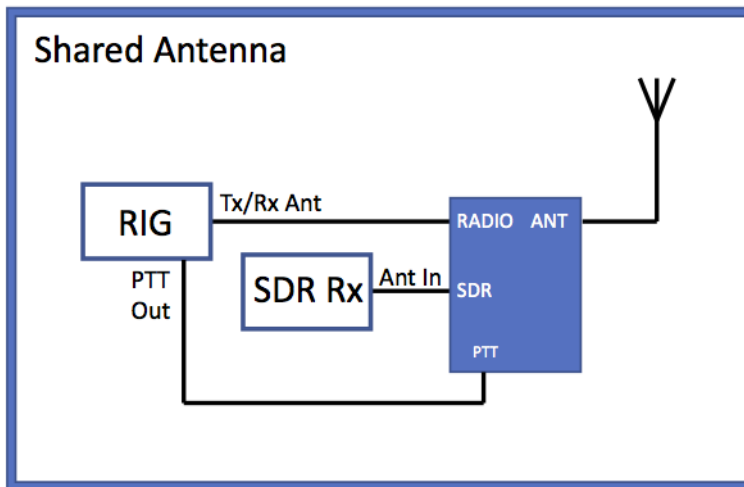 Shared Antenna
RIG
Tx/Rx Ant
RADIO ANT
PTT
Out
SDR Rx
Ant In
SDR
PTT